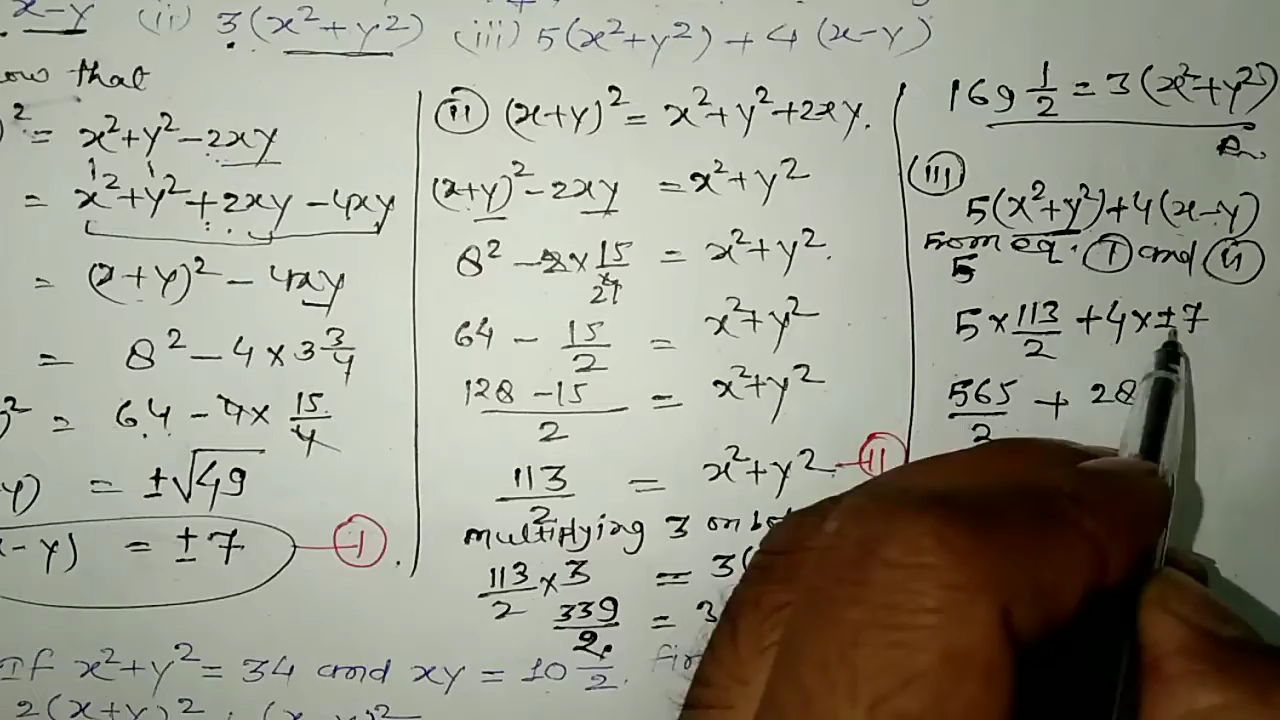 x-y (ii) 3(x²+y²) (iii) 5(x²+y²) + 4 (x-y)
ow that
)² = x²+y²-2xy
= x²+y²+2xy-4xy
= (x+y)² - 4xy
= 8² - 4×3 3/4
)² = 64 - 4× 15/4
y) = ±√49
-y) = ±7 I
II (x+y)² = x²+y²+2xy.
(x+y)²-2xy = x²+y²
8² - 2× 15/4 = x²+y².
64 - 15/2 = x²+y²
128-15/2 = x²+y²
113/2 = x²+y² II
multiplying 3 on
113/2 ×3 = 3(
339/2 = 3
169 1/2 = 3(x²+y²)
III
5(x²+y²)+4(x-y)
from eq. I and II
5
5× 113/2 + 4×±7
565/2 + 28
If x²+y² = 34 and xy = 10 1/2.
2(x+y)²